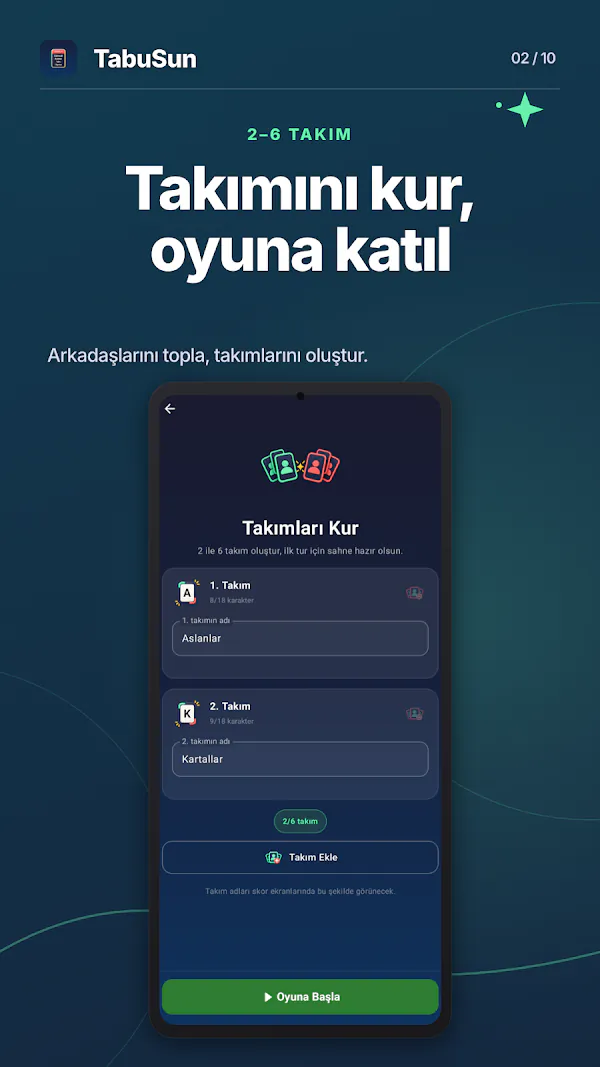 TabuSun
02 / 10
2–6 TAKIM
Takımını kur,
oyuna katıl
Arkadaşlarını topla, takımlarını oluştur.
Takımları Kur
2 ile 6 takım oluştur, ilk tur için sahne hazır olsun.
A
1. Takım
8/18 karakter
1. takımın adı
Aslanlar
K
2. Takım
9/18 karakter
2. takımın adı
Kartallar
2/6 takım
Takım Ekle
Takım adları skor ekranlarında bu şekilde görünecek.
Oyuna Başla